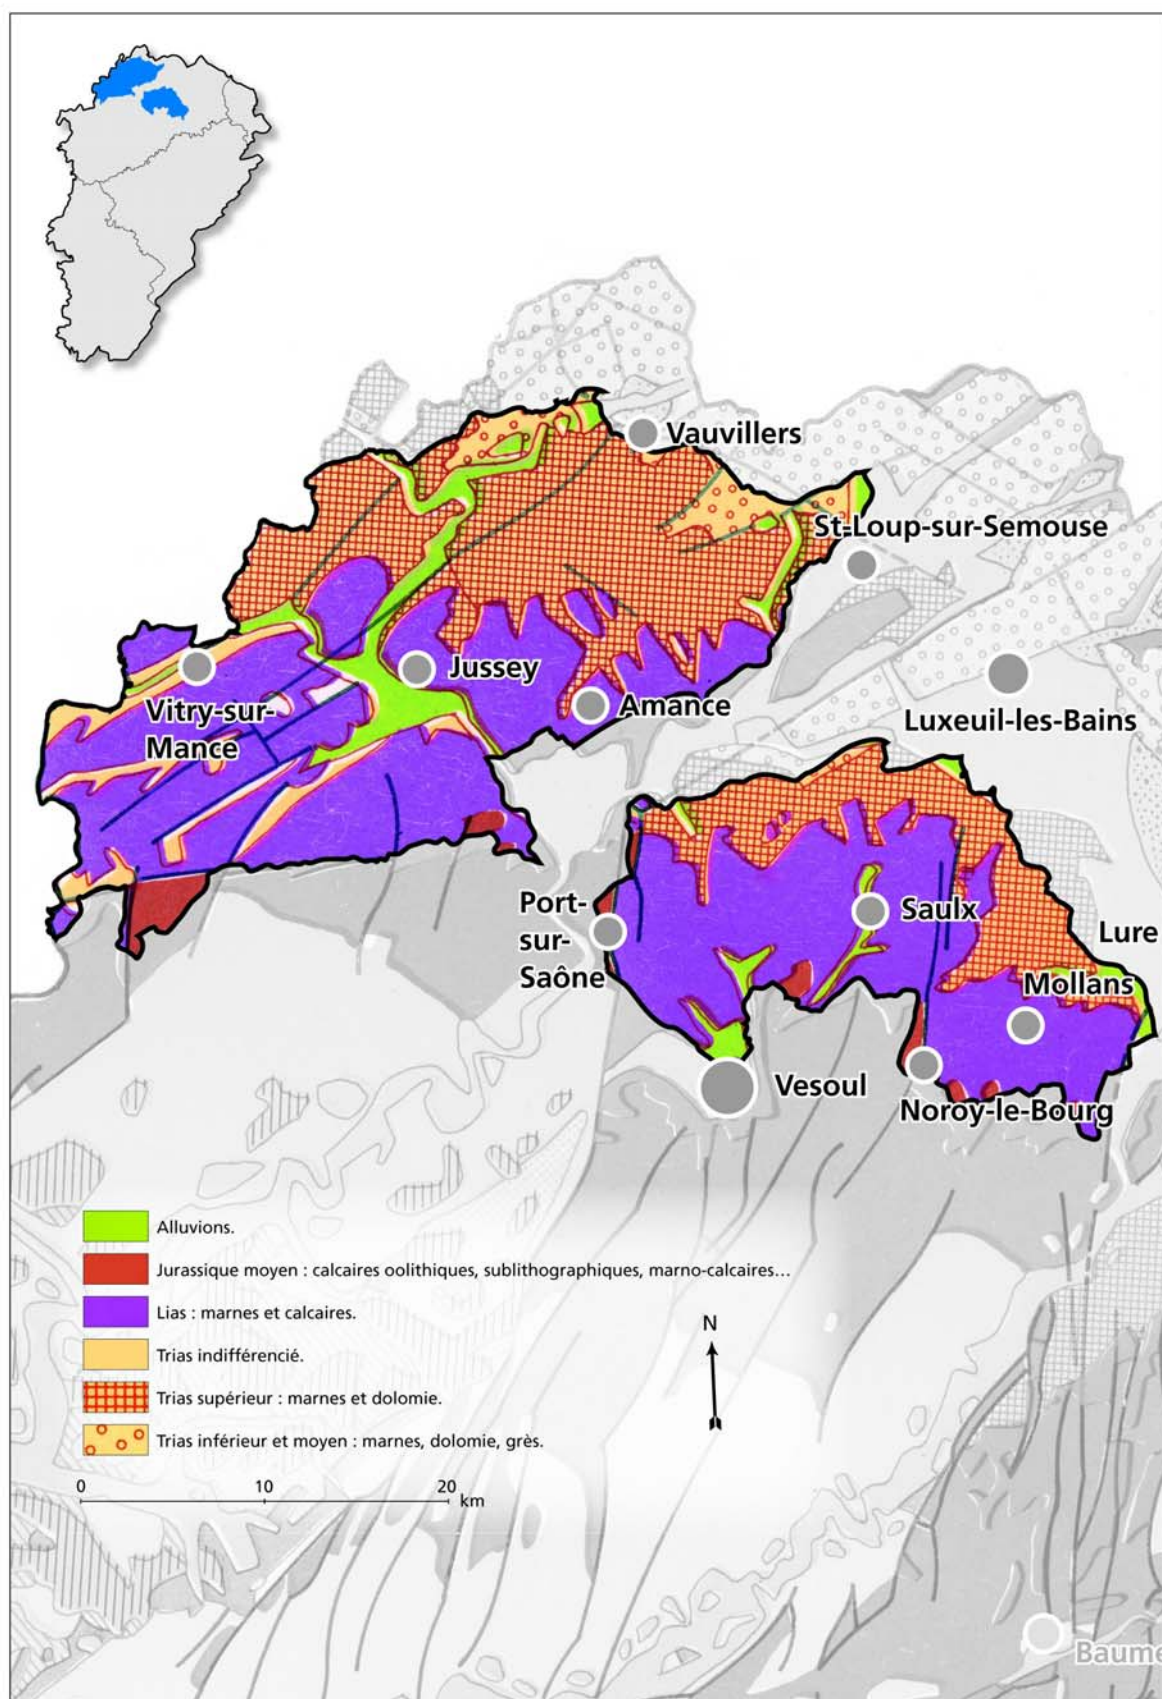 Vauvillers
St-Loup-sur-Semouse
Jussey
Vitry-sur-
Mance
Amance
Luxeuil-les-Bains
Port-
sur-
Saône
Saulx
Lure
Mollans
Vesoul
Noroy-le-Bourg
Alluvions.
Jurassique moyen : calcaires oolithiques, sublithographiques, marno-calcaires...
Lias : marnes et calcaires.
Trias indifférencié.
Trias supérieur : marnes et dolomie.
Trias inférieur et moyen : marnes, dolomie, grès.
N
0 10 20
km
Baume